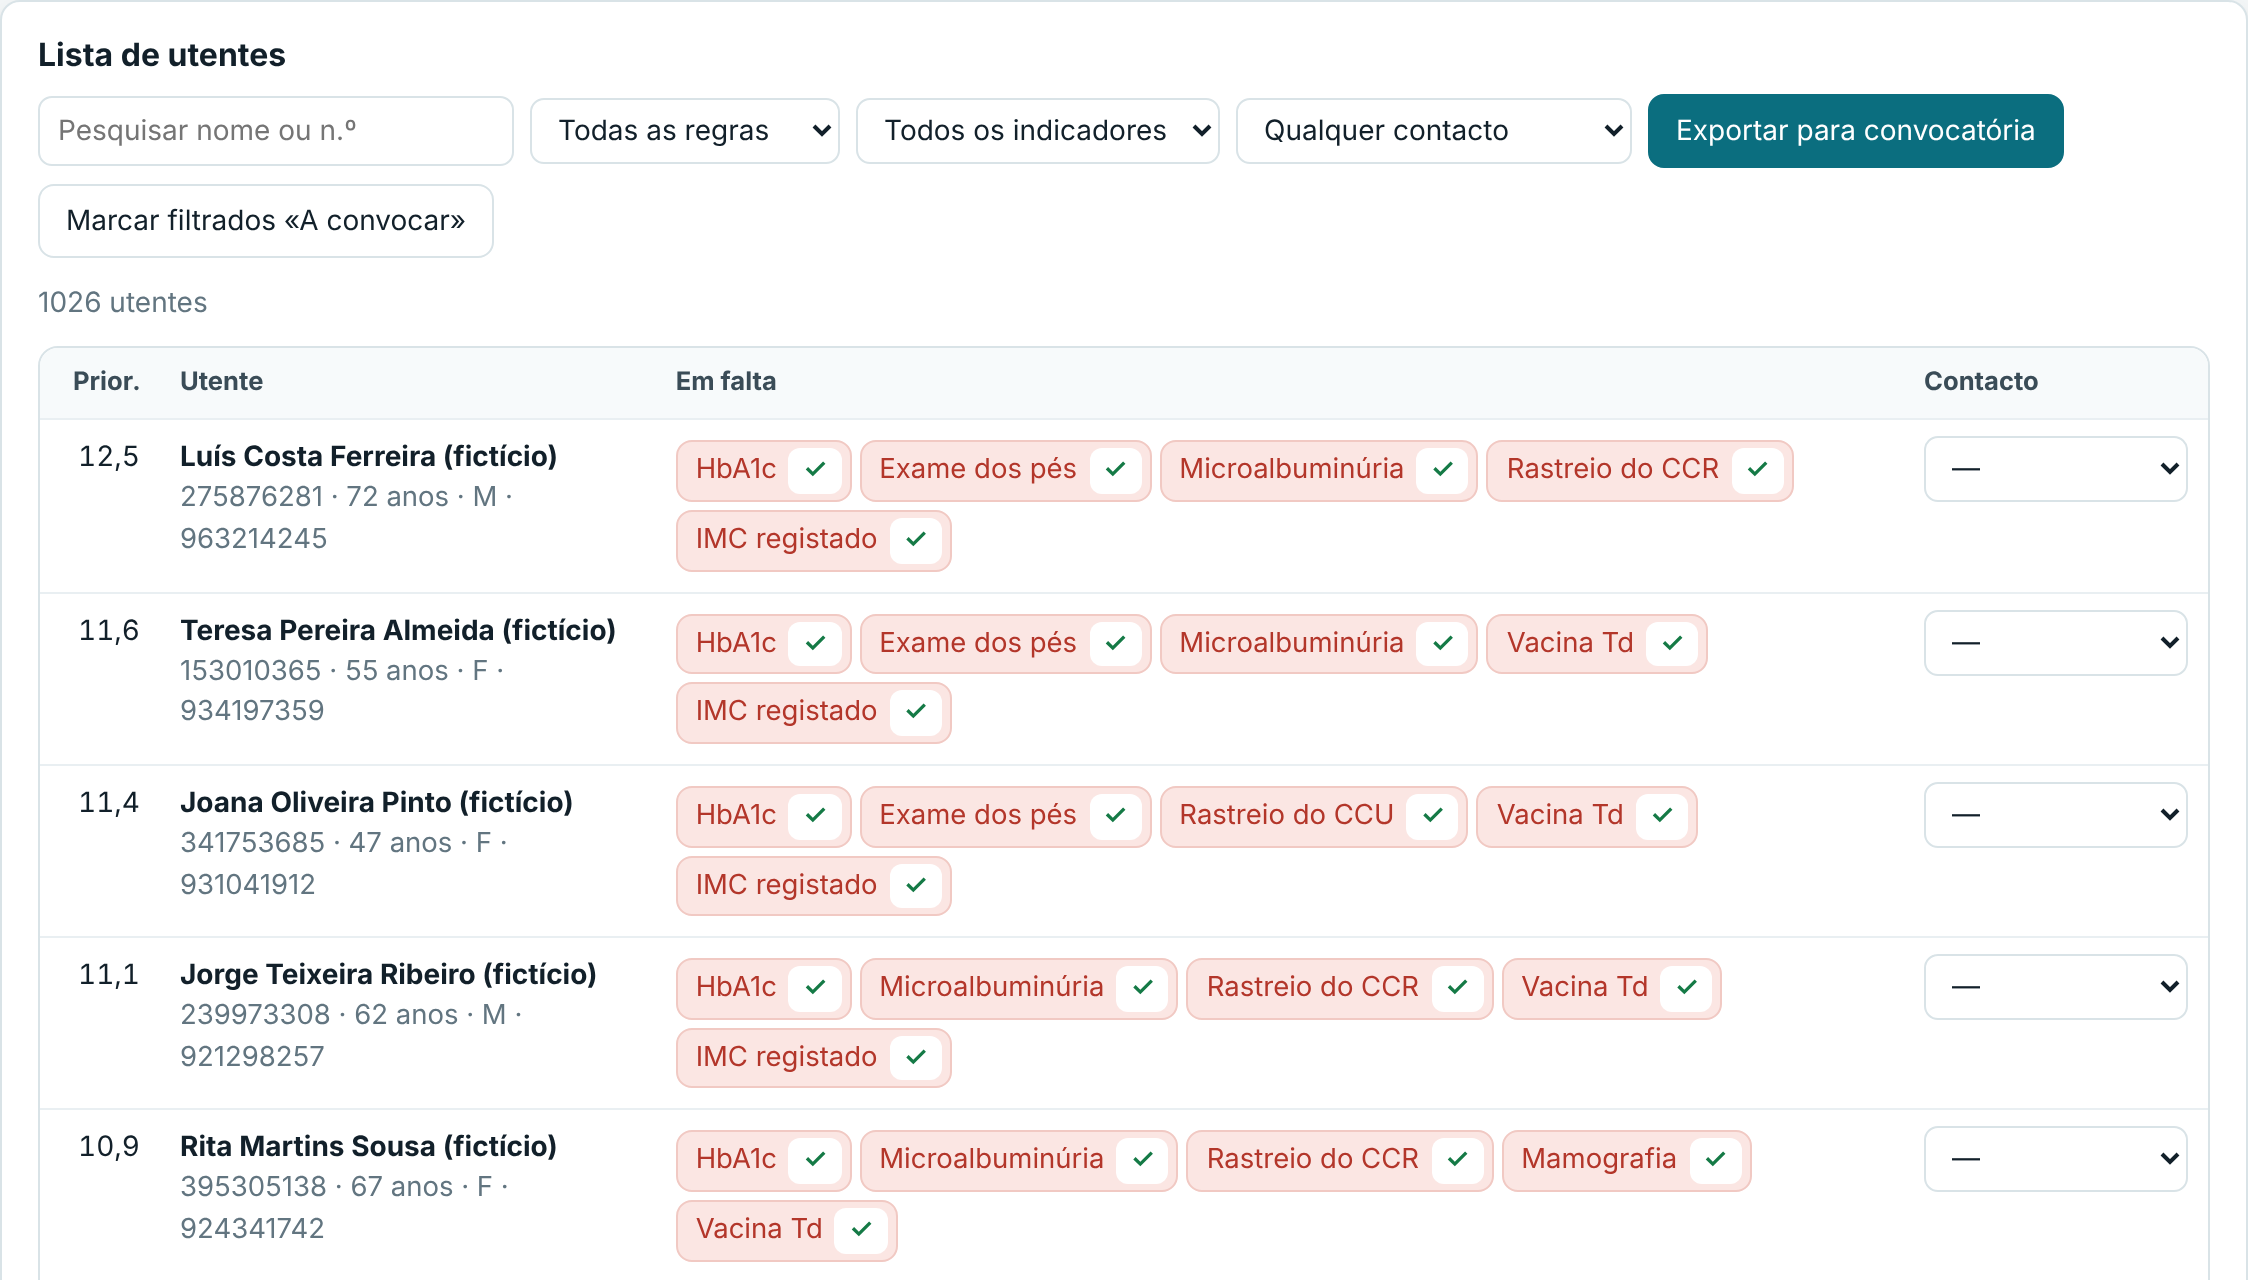 Lista de utentes
Pesquisar nome ou n.º Todas as regras Todos os indicadores Qualquer contacto Exportar para convocatória
Marcar filtrados «A convocar»
1026 utentes
Prior. Utente Em falta Contacto
12,5 Luís Costa Ferreira (fictício) HbA1c ✓ Exame dos pés ✓ Microalbuminúria ✓ Rastreio do CCR ✓ —
275876281 · 72 anos · M ·
963214245 IMC registado ✓
11,6 Teresa Pereira Almeida (fictício) HbA1c ✓ Exame dos pés ✓ Microalbuminúria ✓ Vacina Td ✓ —
153010365 · 55 anos · F ·
934197359 IMC registado ✓
11,4 Joana Oliveira Pinto (fictício) HbA1c ✓ Exame dos pés ✓ Rastreio do CCU ✓ Vacina Td ✓ —
341753685 · 47 anos · F ·
931041912 IMC registado ✓
11,1 Jorge Teixeira Ribeiro (fictício) HbA1c ✓ Microalbuminúria ✓ Rastreio do CCR ✓ Vacina Td ✓ —
239973308 · 62 anos · M ·
921298257 IMC registado ✓
10,9 Rita Martins Sousa (fictício) HbA1c ✓ Microalbuminúria ✓ Rastreio do CCR ✓ Mamografia ✓ —
395305138 · 67 anos · F ·
924341742 Vacina Td ✓